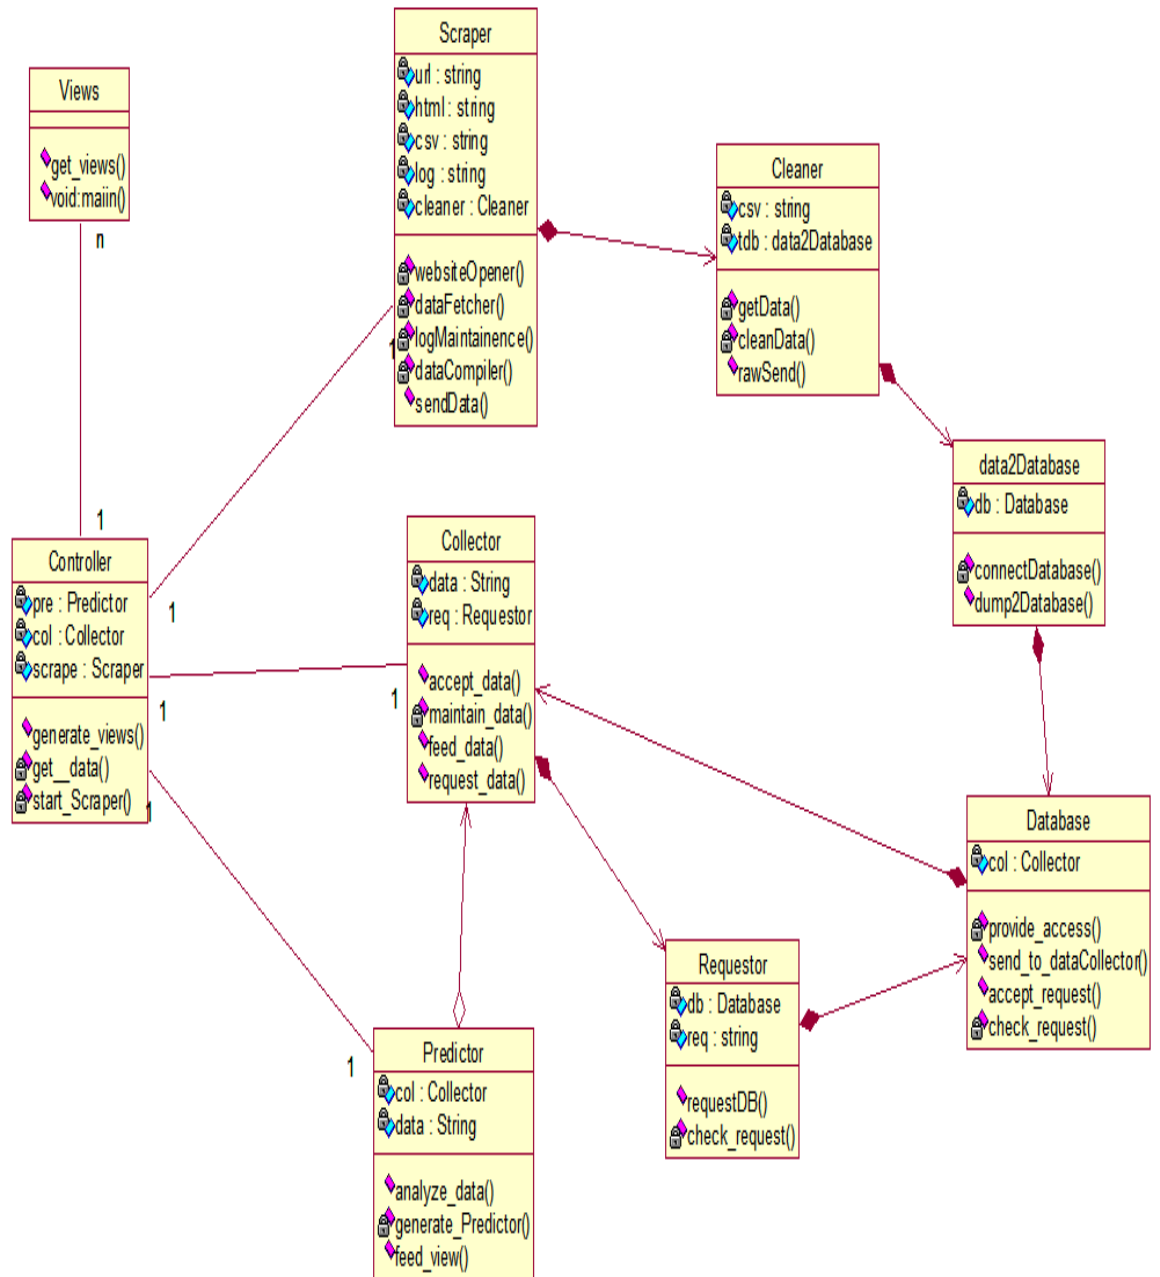 Views
get_views()
void:maiin()
n
1
Scraper
url : string
html : string
csv : string
log : string
cleaner : Cleaner
websiteOpener()
dataFetcher()
logMaintainence()
dataCompiler()
sendData()
1
Cleaner
csv : string
tdb : data2Database
getData()
cleanData()
rawSend()
data2Database
db : Database
connectDatabase()
dump2Database()
Controller
pre : Predictor
col : Collector
scrape : Scraper
generate_views()
get__data()
start_Scraper()
1
1
1
Collector
data : String
req : Requestor
accept_data()
maintain_data()
feed_data()
request_data()
1
Database
col : Collector
provide_access()
send_to_dataCollector()
accept_request()
check_request()
Requestor
db : Database
req : string
requestDB()
check_request()
Predictor
col : Collector
data : String
analyze_data()
generate_Predictor()
feed_view()
1